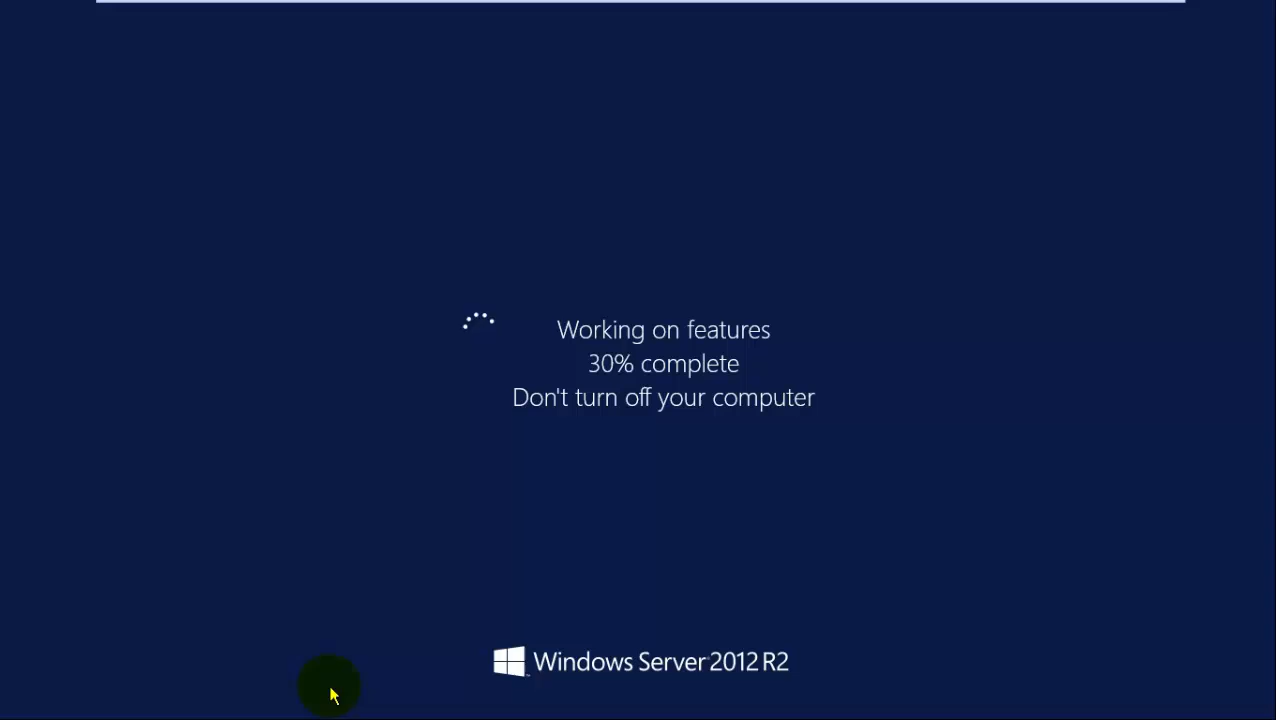 Working on features
30% complete
Don't turn off your computer
Windows Server 2012 R2